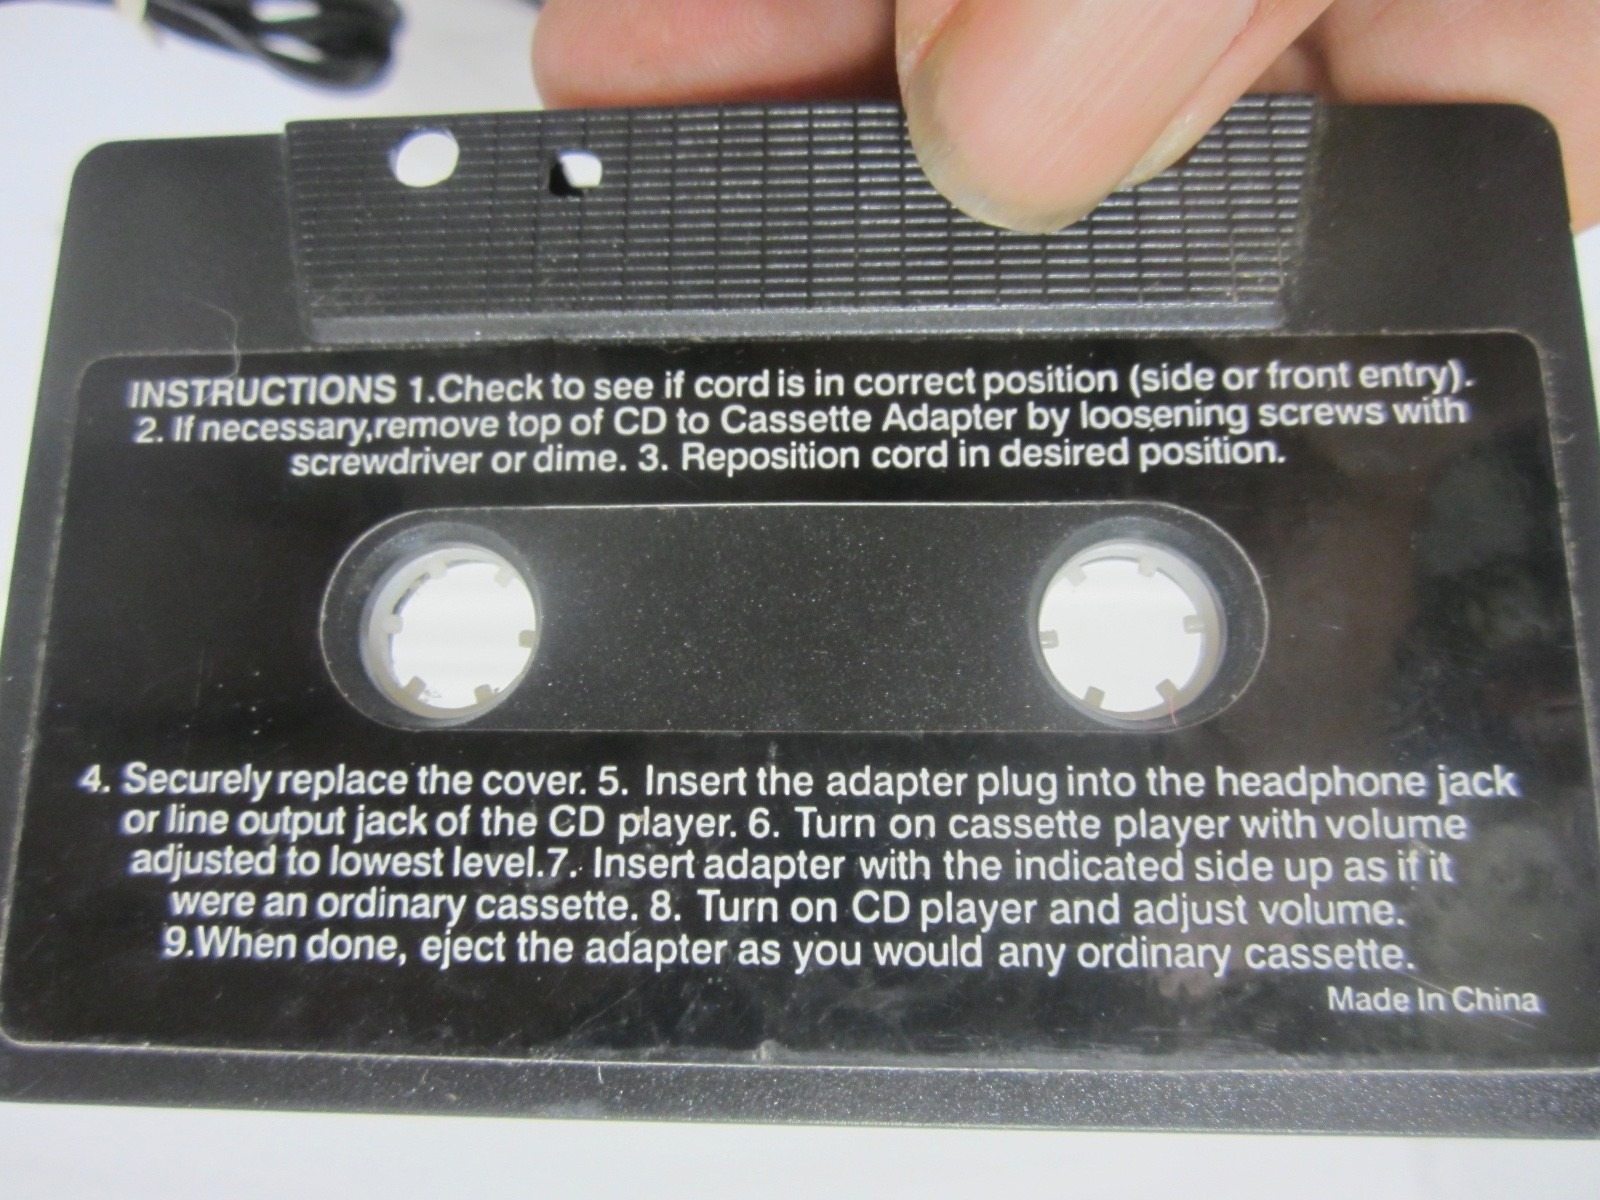 INSTRUCTIONS 1.Check to see if cord is in correct position (side or front entry).
2. If necessary,remove top of CD to Cassette Adapter by loosening screws with
screwdriver or dime. 3. Reposition cord in desired position.
4. Securely replace the cover. 5. Insert the adapter plug into the headphone jack
or line output jack of the CD player. 6. Turn on cassette player with volume
adjusted to lowest level.7. Insert adapter with the indicated side up as if it
were an ordinary cassette. 8. Turn on CD player and adjust volume.
9.When done, eject the adapter as you would any ordinary cassette.
Made In China